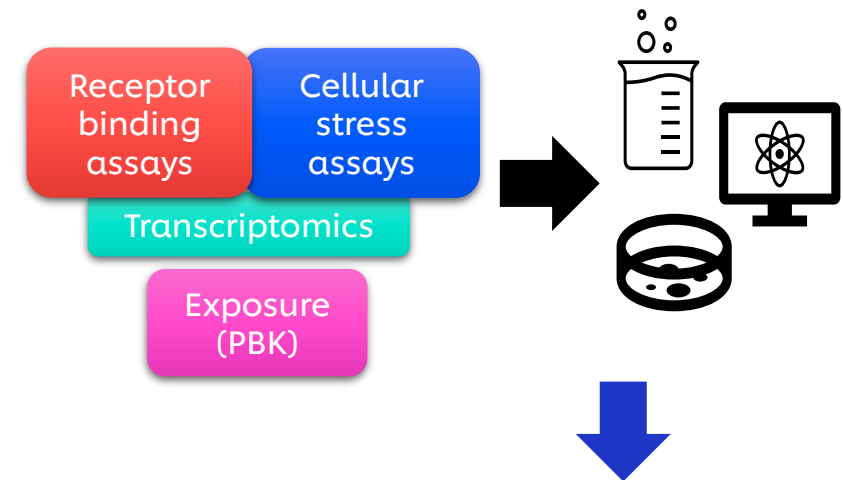 Receptor
binding
assays
Cellular
stress
assays
Transcriptomics
Exposure
(PBK)